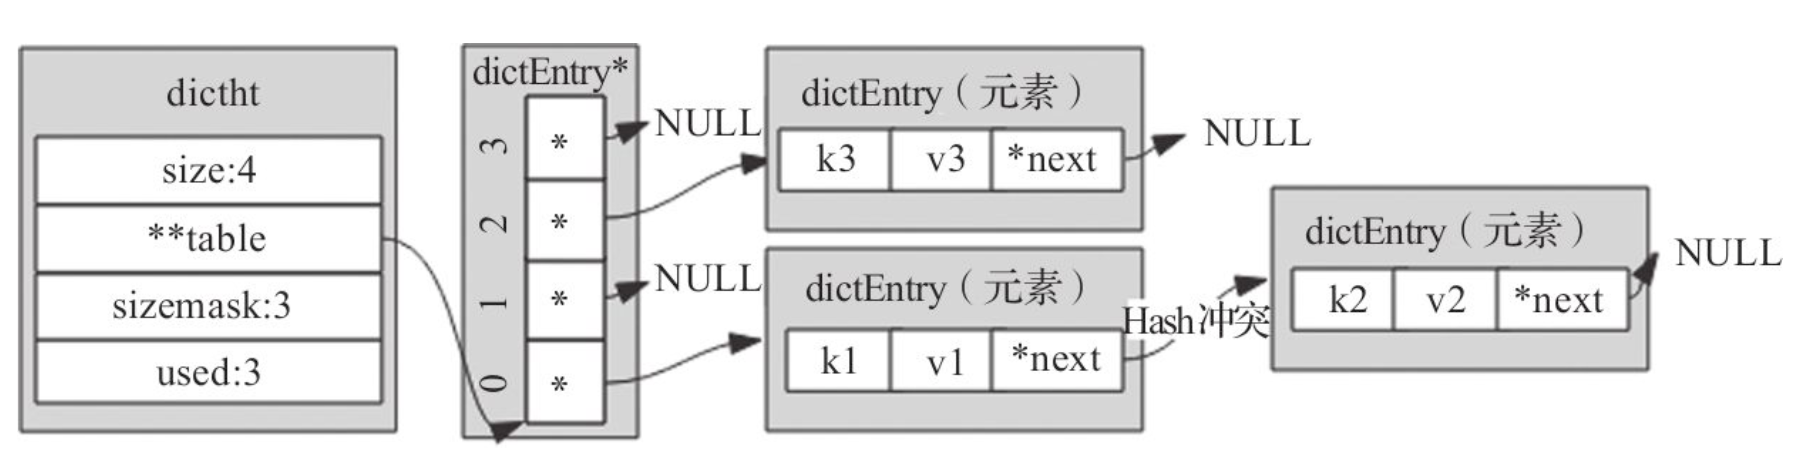 dictht
size:4
**table
sizemask:3
used:3
dictEntry*
3
*
NULL
2
*
1
*
NULL
0
*
dictEntry（元素）
k3 v3 *next
NULL
dictEntry（元素）
k1 v1 *next
Hash冲突
dictEntry（元素）
k2 v2 *next
NULL